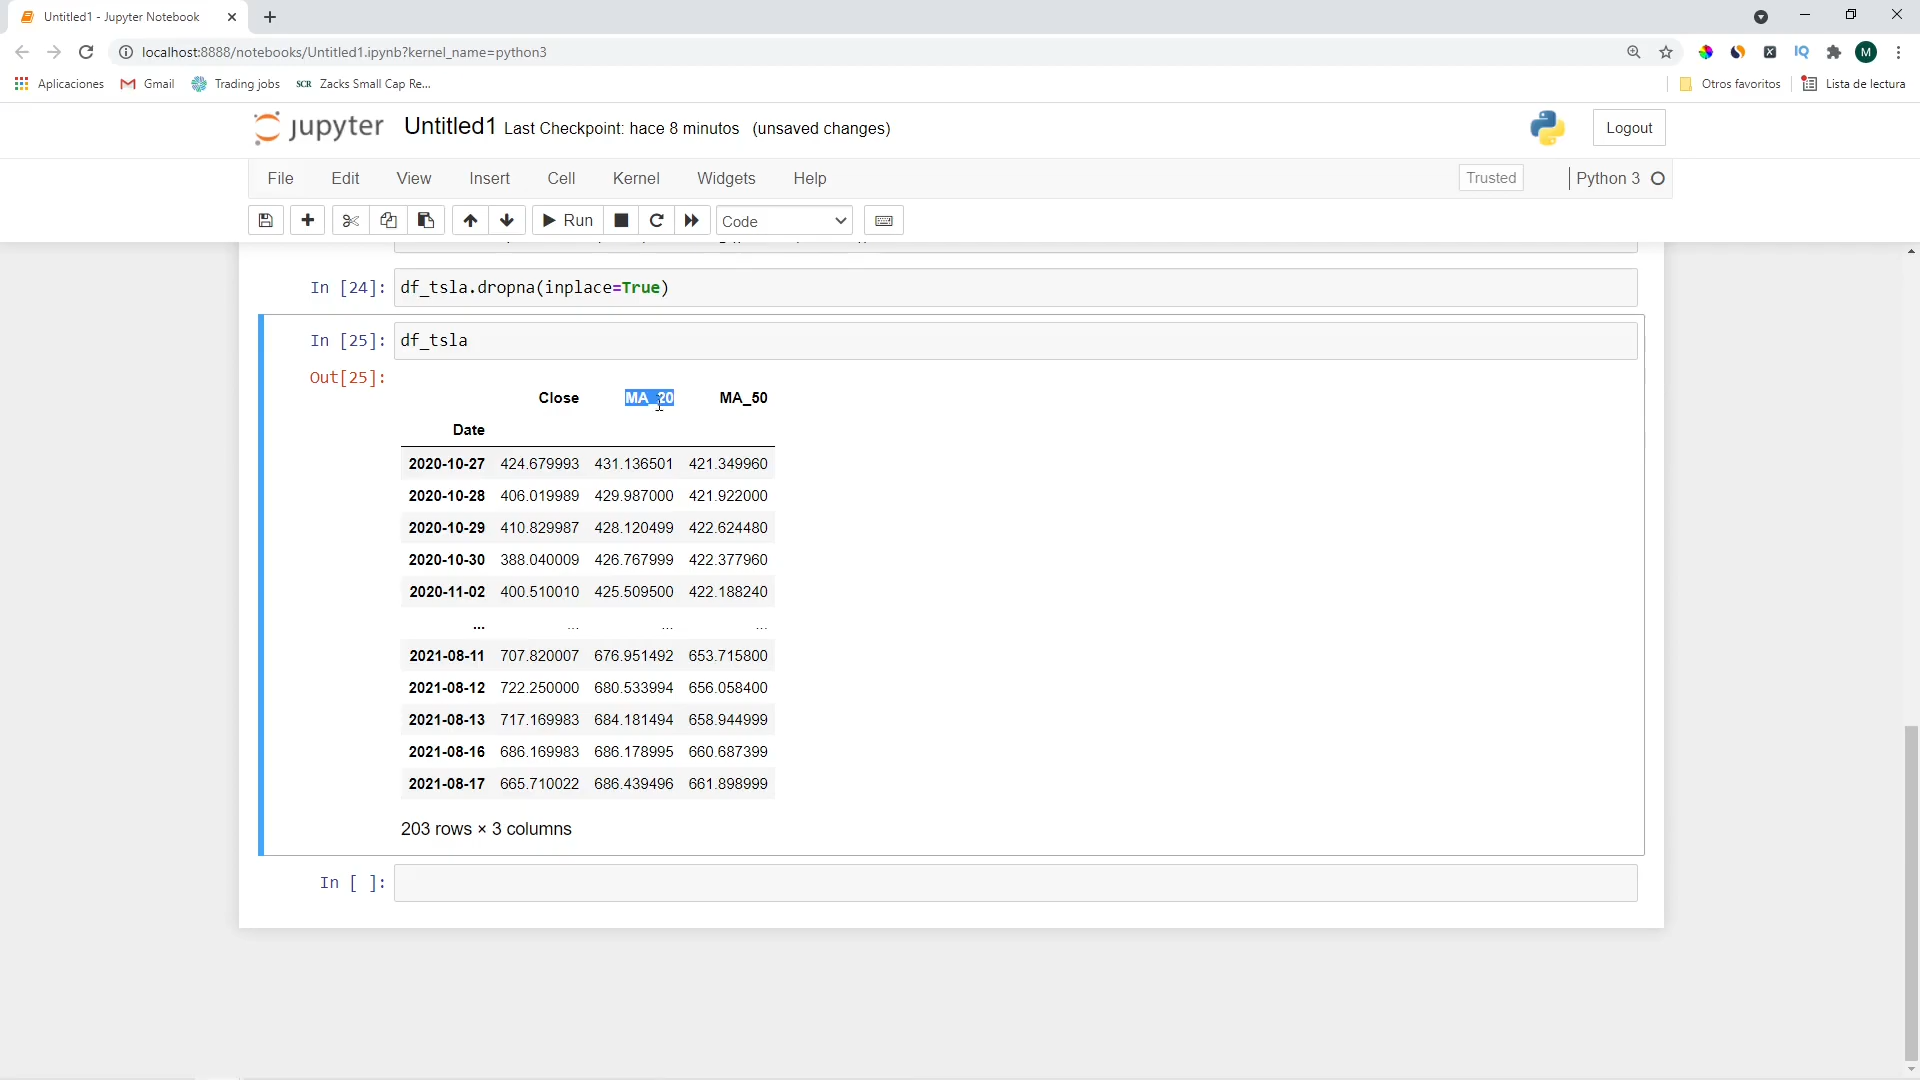 Untitled1 - Jupyter Notebook
localhost:8888/notebooks/Untitled1.ipynb?kernel_name=python3
M
Aplicaciones Gmail Trading jobs SCR Zacks Small Cap Re... Otros favoritos Lista de lectura
jupyter Untitled1 Last Checkpoint: hace 8 minutos (unsaved changes) Logout
File Edit View Insert Cell Kernel Widgets Help Trusted Python 3
Run Code
In [24]: df_tsla.dropna(inplace=True)
In [25]: df_tsla
Out[25]:
Close MA_20 MA_50
Date
2020-10-27 424.679993 431.136501 421.349960
2020-10-28 406.019989 429.987000 421.922000
2020-10-29 410.829987 428.120499 422.624480
2020-10-30 388.040009 426.767999 422.377960
2020-11-02 400.510010 425.509500 422.188240
... ... ... ...
2021-08-11 707.820007 676.951492 653.715800
2021-08-12 722.250000 680.533994 656.058400
2021-08-13 717.169983 684.181494 658.944999
2021-08-16 686.169983 686.178995 660.687399
2021-08-17 665.710022 686.439496 661.898999
203 rows × 3 columns
In [ ]: